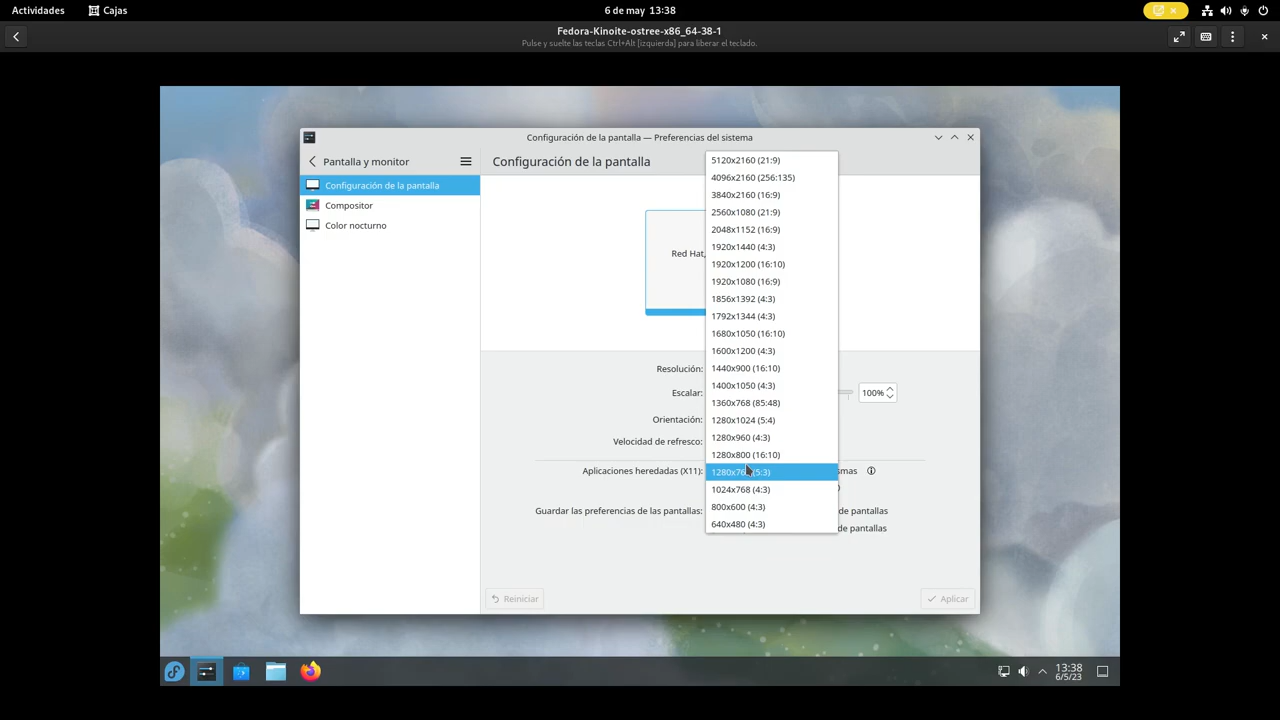 Actividades
Cajas
6 de may 13:38
Fedora-Kinoite-ostree-x86_64-38-1
Pulse y suelte las teclas Ctrl+Alt [izquierda] para liberar el teclado.
Configuración de la pantalla — Preferencias del sistema
Pantalla y monitor
Configuración de la pantalla
Configuración de la pantalla
Compositor
Color nocturno
Red Hat,
5120x2160 (21:9)
4096x2160 (256:135)
3840x2160 (16:9)
2560x1080 (21:9)
2048x1152 (16:9)
1920x1440 (4:3)
1920x1200 (16:10)
1920x1080 (16:9)
1856x1392 (4:3)
1792x1344 (4:3)
1680x1050 (16:10)
1600x1200 (4:3)
1440x900 (16:10)
1400x1050 (4:3)
1360x768 (85:48)
1280x1024 (5:4)
1280x960 (4:3)
1280x800 (16:10)
(5:3)
1024x768 (4:3)
800x600 (4:3)
640x480 (4:3)
Resolución:
Escalar:
100%
Orientación:
Velocidad de refresco:
Aplicaciones heredadas (X11):
Guardar las preferencias de las pantallas:
de pantallas
de pantallas
Reiniciar
Aplicar
13:38
6/5/23